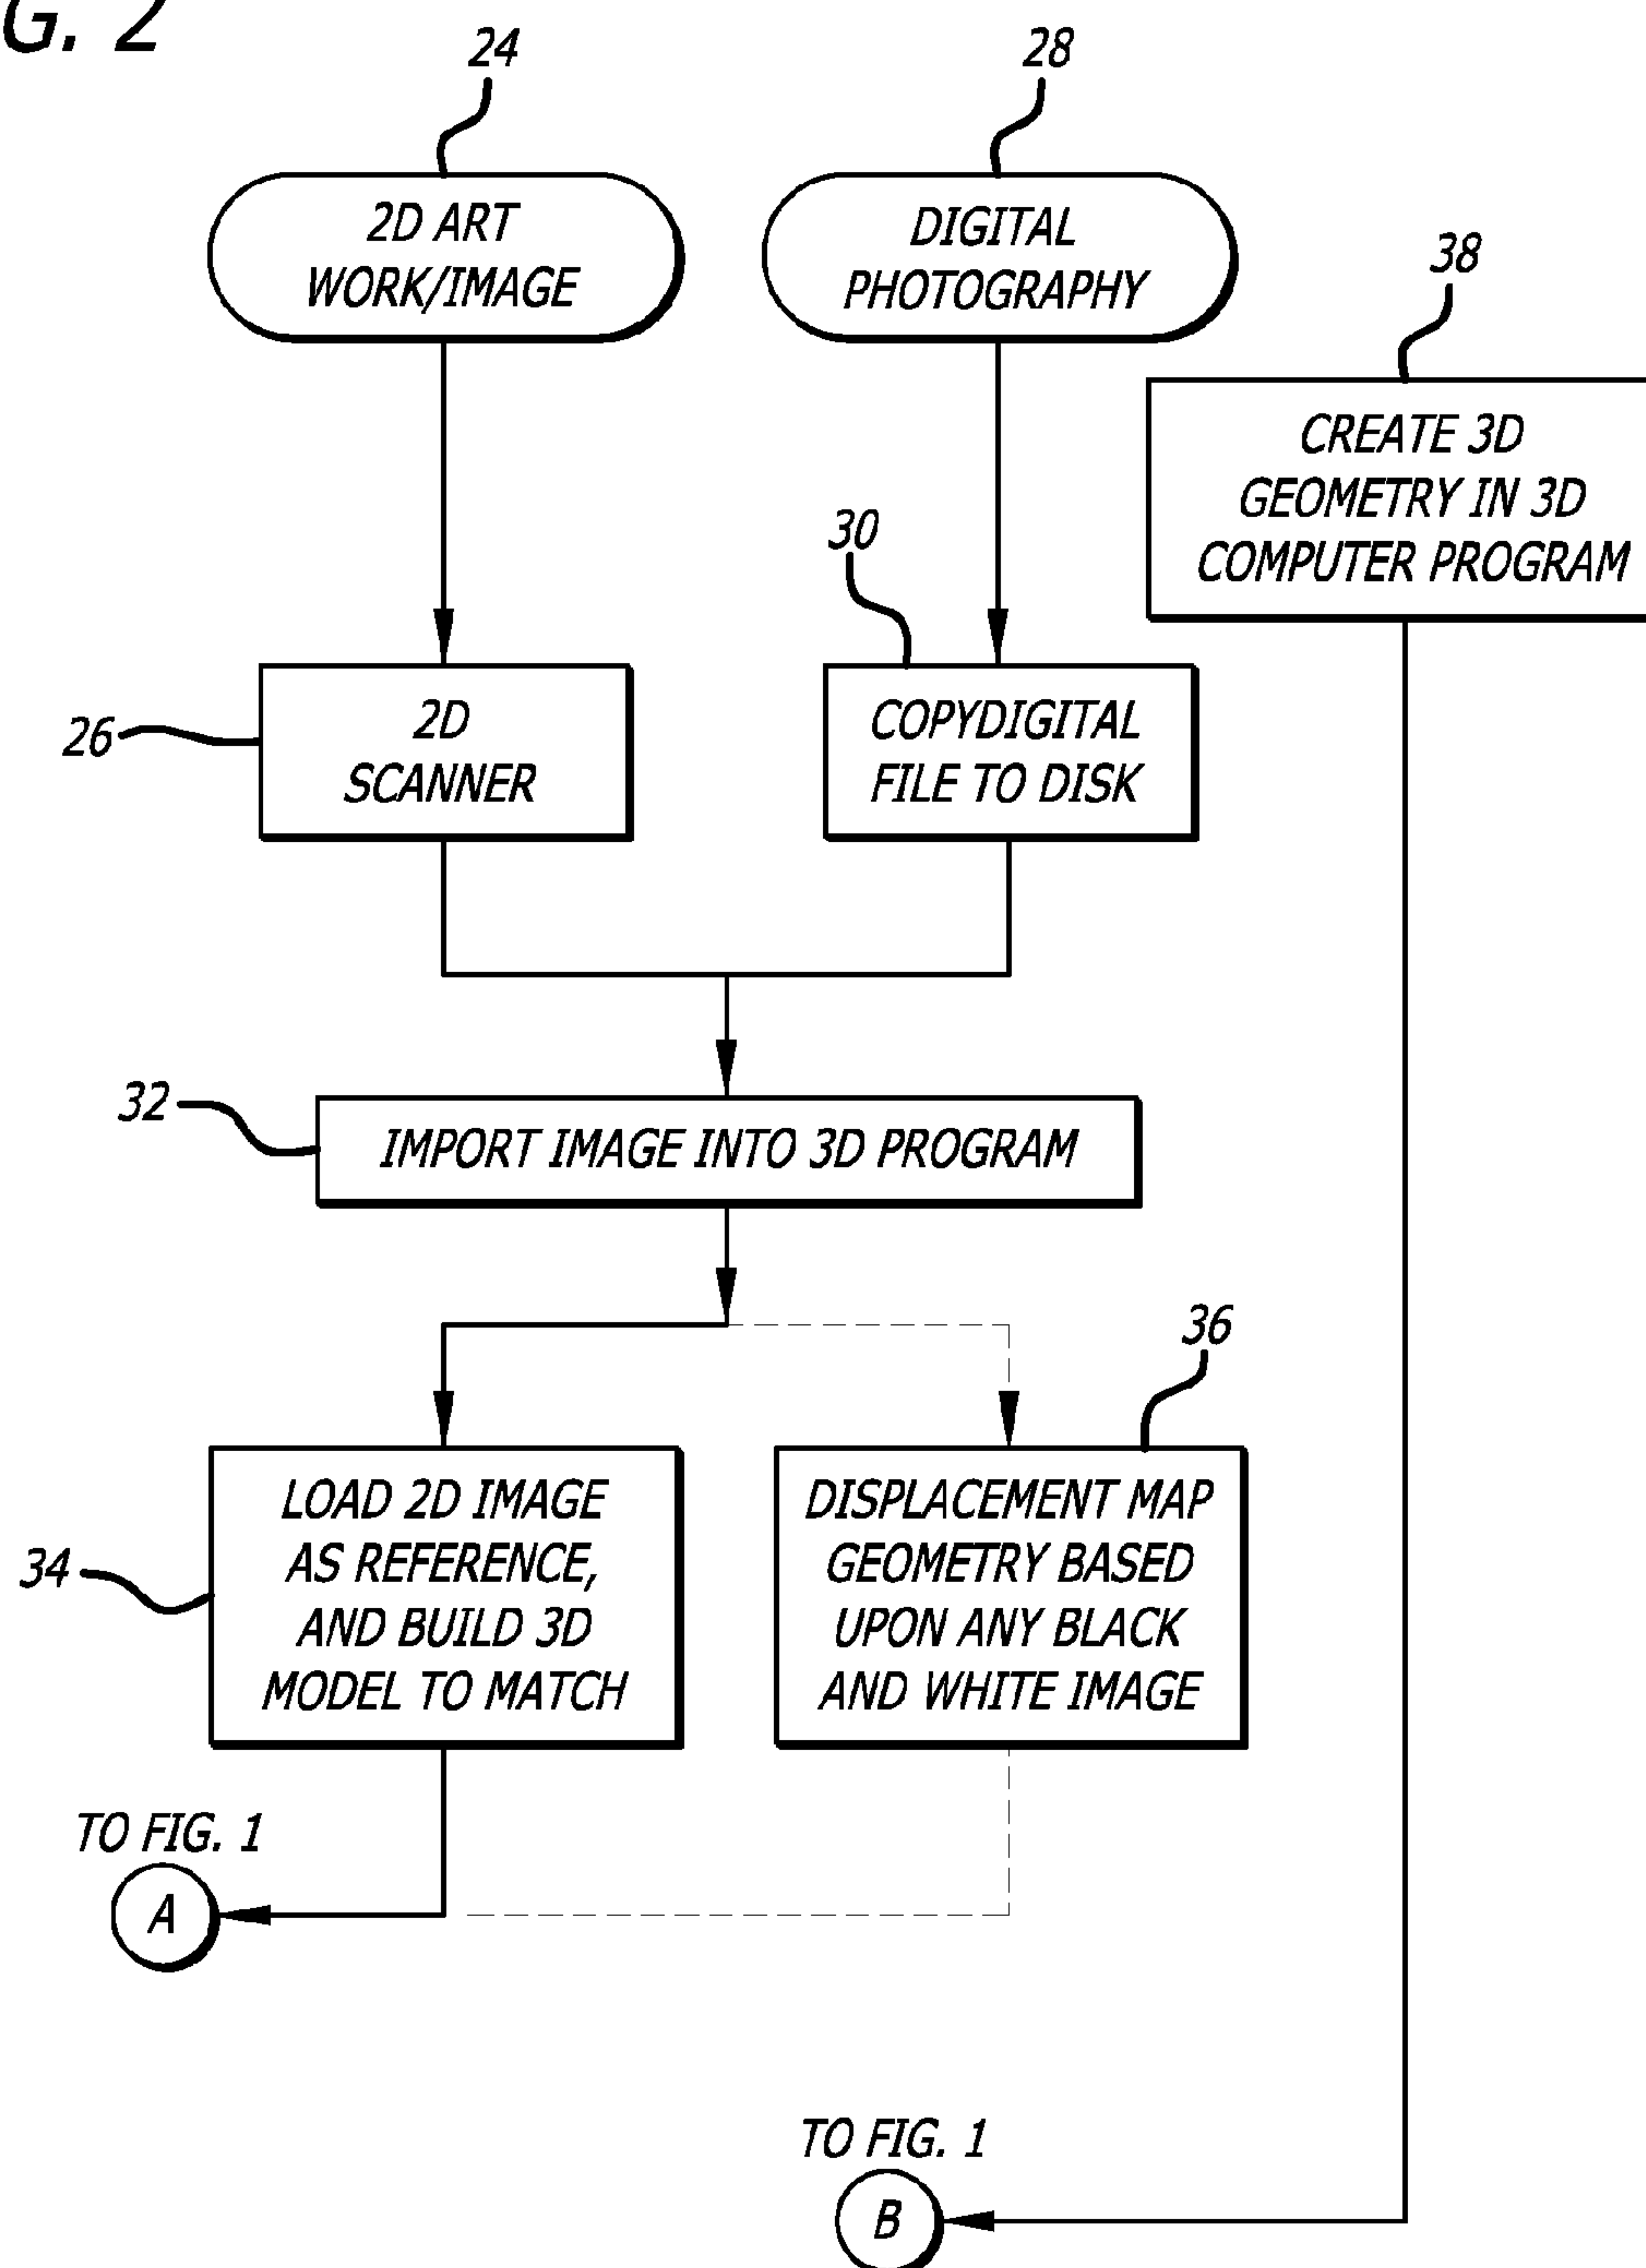 G. 2
24
28
2D ART
WORK/IMAGE
DIGITAL
PHOTOGRAPHY
38
CREATE 3D
GEOMETRY IN 3D
COMPUTER PROGRAM
30
26
2D
SCANNER
COPYDIGITAL
FILE TO DISK
32
IMPORT IMAGE INTO 3D PROGRAM
36
34
LOAD 2D IMAGE
AS REFERENCE,
AND BUILD 3D
MODEL TO MATCH
DISPLACEMENT MAP
GEOMETRY BASED
UPON ANY BLACK
AND WHITE IMAGE
TO FIG. 1
A
TO FIG. 1
B